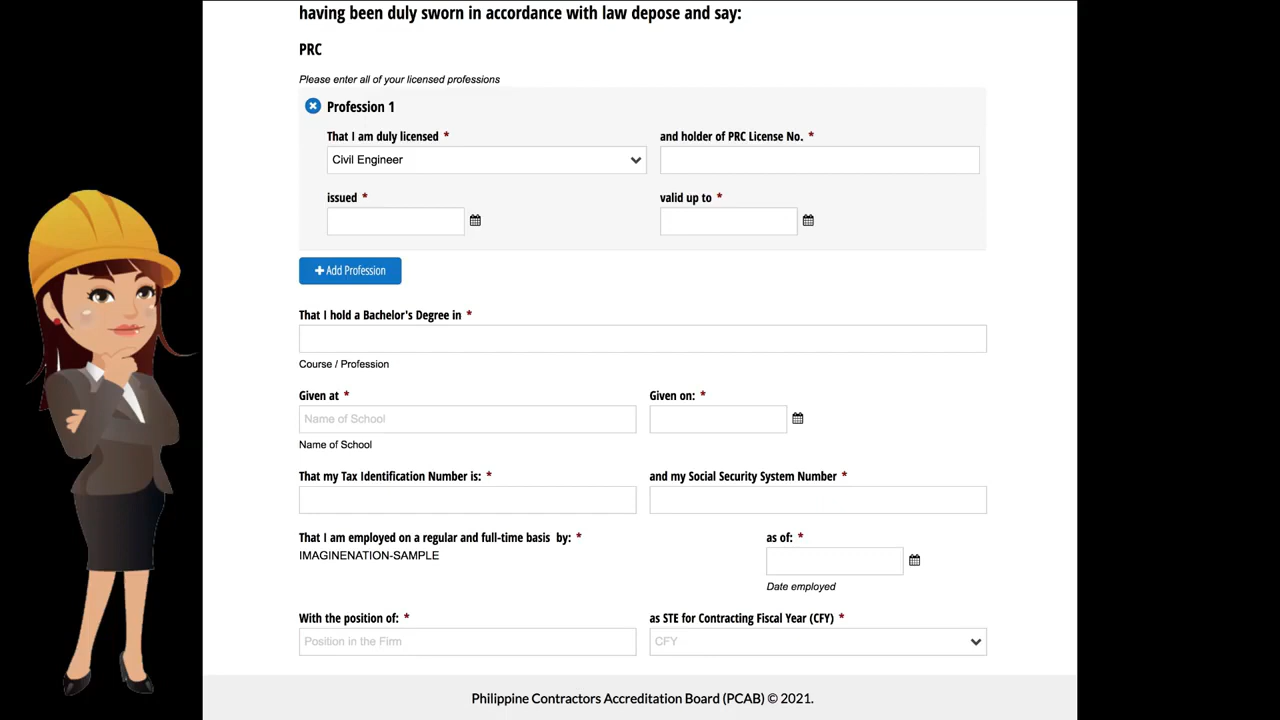 having been duly sworn in accordance with law depose and say:
PRC
Please enter all of your licensed professions
Profession 1
That I am duly licensed * and holder of PRC License No. *
Civil Engineer
issued * valid up to *
Add Profession
That I hold a Bachelor's Degree in *
Course / Profession
Given at * Given on: *
Name of School
Name of School
That my Tax Identification Number is: * and my Social Security System Number *
That I am employed on a regular and full-time basis by: * as of: *
IMAGINENATION-SAMPLE
Date employed
With the position of: * as STE for Contracting Fiscal Year (CFY) *
Position in the Firm CFY
Philippine Contractors Accreditation Board (PCAB) © 2021.